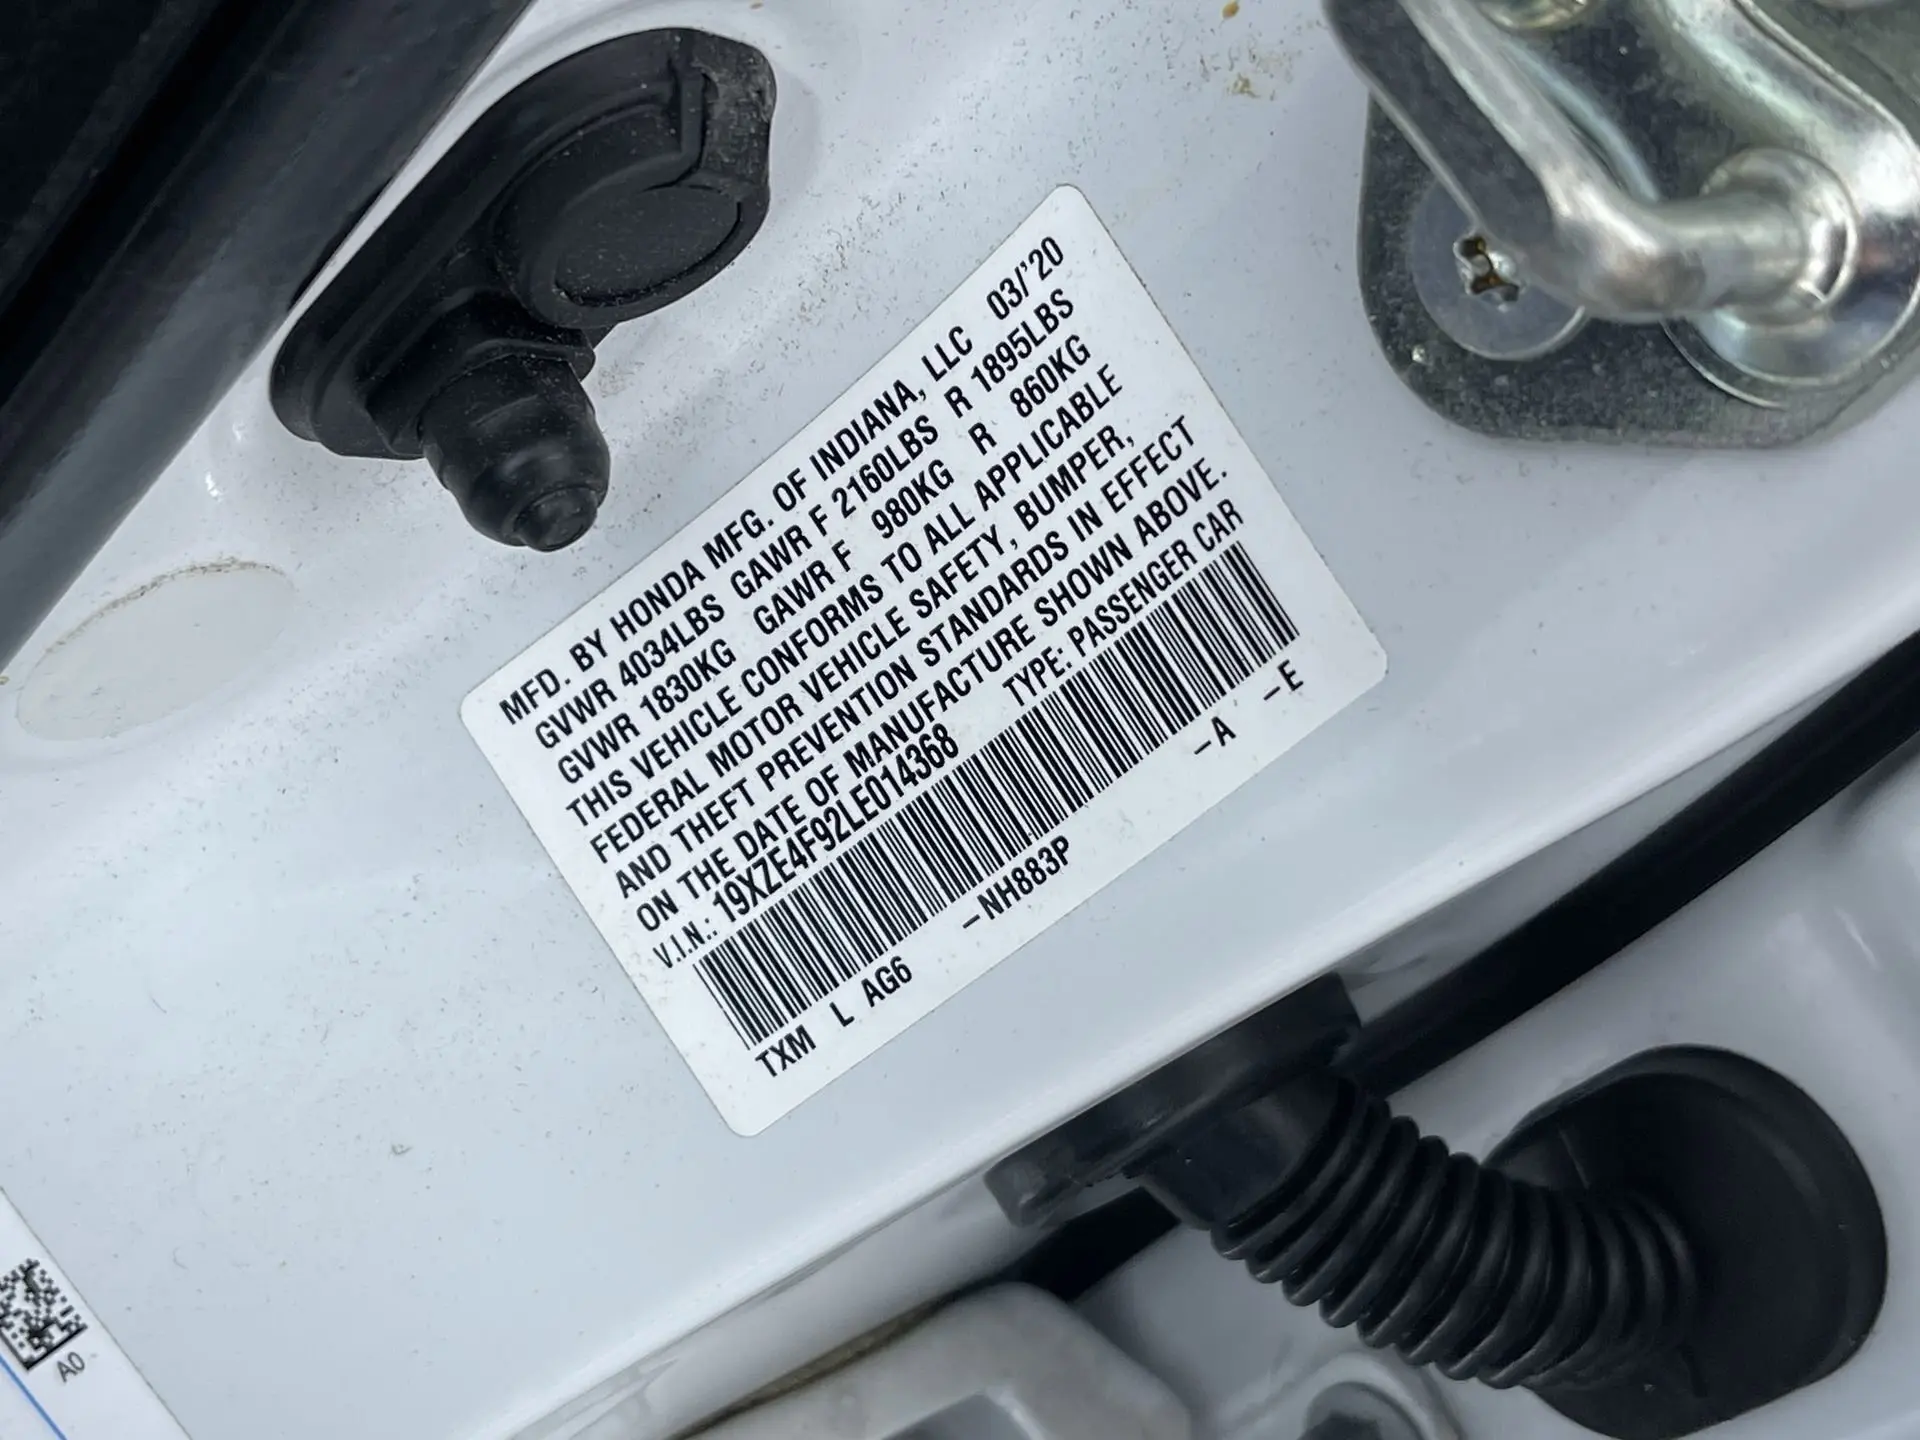 MFD. BY HONDA MFG. OF INDIANA, LLC 03/'20
GVWR 4034LBS GAWR F 2160LBS R 1895LBS
GVWR 1830KG GAWR F 980KG R 860KG
THIS VEHICLE CONFORMS TO ALL APPLICABLE
FEDERAL MOTOR VEHICLE SAFETY, BUMPER,
AND THEFT PREVENTION STANDARDS IN EFFECT
ON THE DATE OF MANUFACTURE SHOWN ABOVE.
V.I.N.: 19XZE4F92LE014368 TYPE: PASSENGER CAR
TXM L AG6 –NH883P –A –E
A0